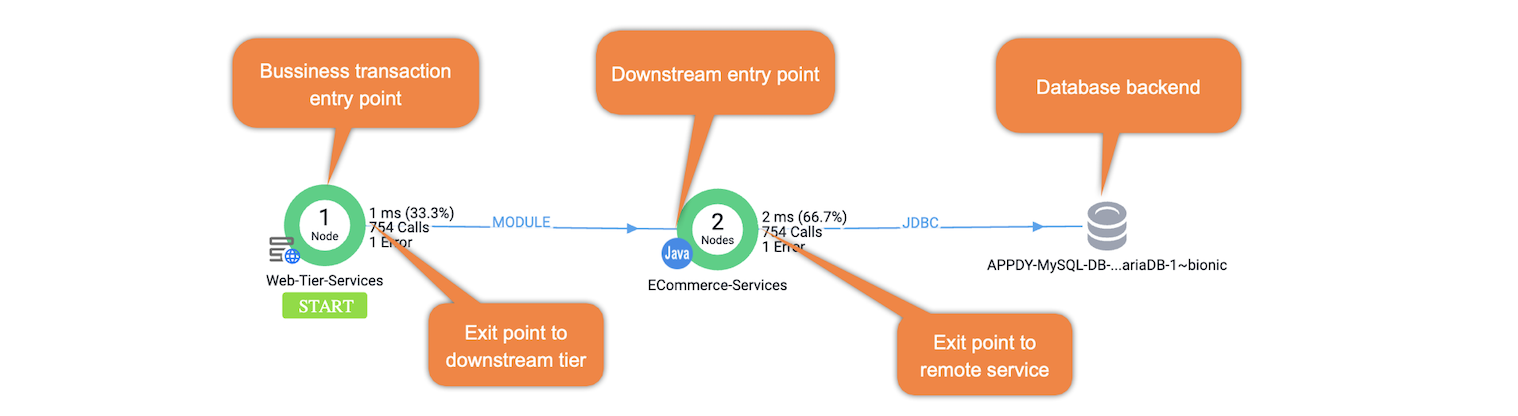 Bussiness transaction
entry point
Downstream entry point
Database backend
1
Node
1 ms (33.3%)
754 Calls
1 Error
MODULE
2
Nodes
2 ms (66.7%)
754 Calls
1 Error
JDBC
Java
Web-Tier-Services
START
ECommerce-Services
APPDY-MySQL-DB-...ariaDB-1~bionic
Exit point to
downstream tier
Exit point to
remote service